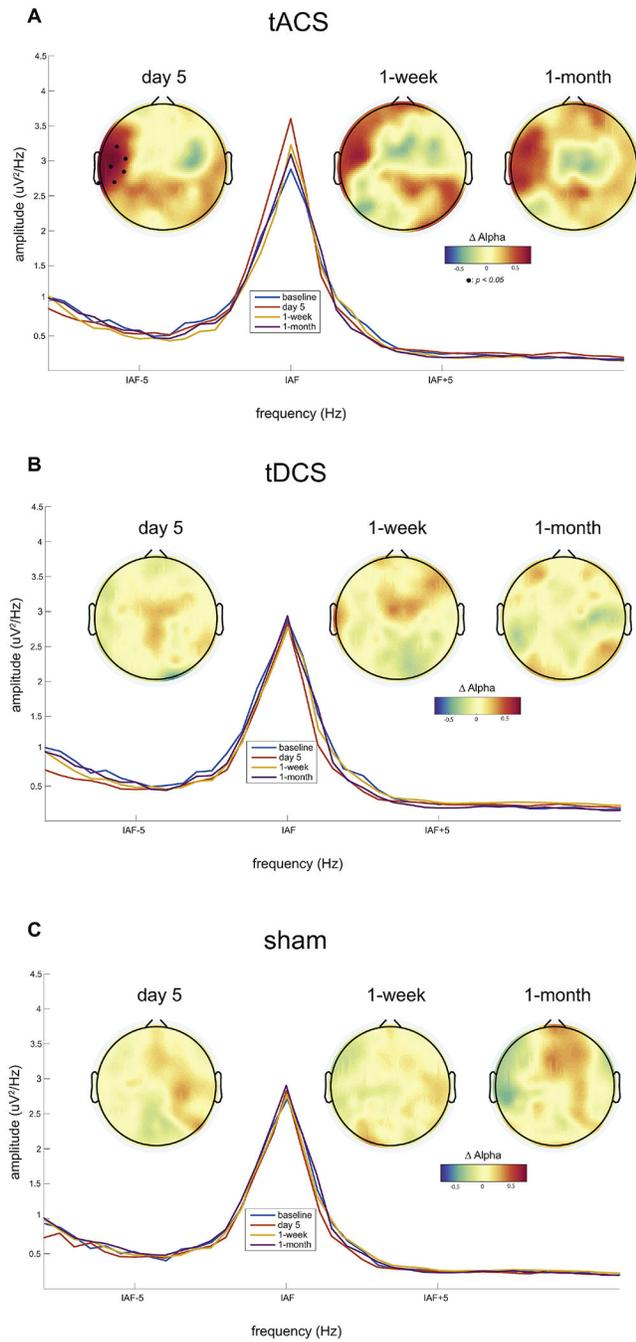 A
tACS
day 5
1-week
1-month
4.5
4
3.5
3
2.5
2
1.5
1
0.5
amplitude (uV²/Hz)
Δ Alpha
-0.5
0
0.5
●: p < 0.05
baseline
day 5
1-week
1-month
IAF-5
IAF
IAF+5
frequency (Hz)
B
tDCS
day 5
1-week
1-month
4.5
4
3.5
3
2.5
2
1.5
1
0.5
amplitude (uV²/Hz)
Δ Alpha
-0.5
0
0.5
baseline
day 5
1-week
1-month
IAF-5
IAF
IAF+5
frequency (Hz)
C
sham
day 5
1-week
1-month
4.5
4
3.5
3
2.5
2
1.5
1
0.5
amplitude (uV²/Hz)
Δ Alpha
-0.5
0
baseline
day 5
1-week
1-month
IAF-5
IAF
IAF+5
frequency (Hz)